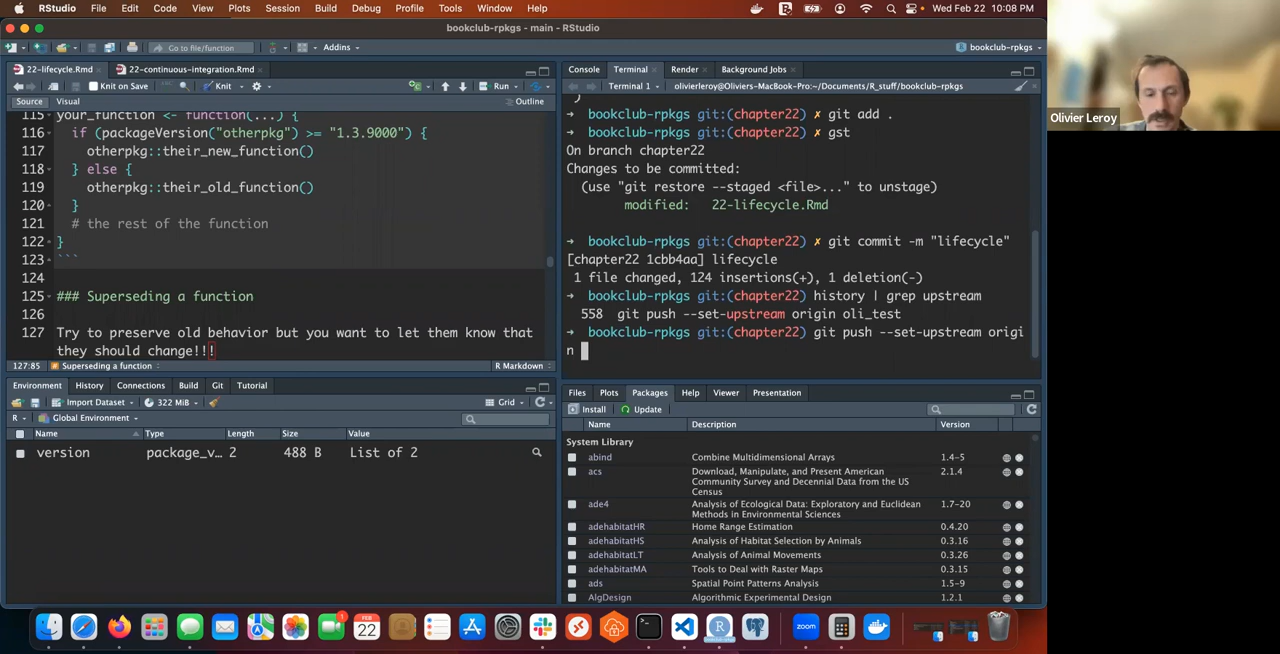 RStudio File Edit Code View Plots Session Build Debug Profile Tools Window Help Wed Feb 22 10:08 PM
bookclub-rpkgs - main - RStudio
Go to file/function Addins bookclub-rpkgs
22-lifecycle.Rmd 22-continuous-integration.Rmd
Knit on Save Knit Run
Source Visual Outline
115 your_function <- function(...) {
116 if (packageVersion("otherpkg") >= "1.3.9000") {
117 otherpkg::their_new_function()
118 } else {
119 otherpkg::their_old_function()
120 }
121 # the rest of the function
122 }
123 ```
124
125 ### Superseding a function
126
127 Try to preserve old behavior but you want to let them know that
they should change!!!
127:85 Superseding a function R Markdown
Console Terminal Render Background Jobs
Terminal 1 olivierleroy@Oliviers-MacBook-Pro:~/Documents/R_stuff/bookclub-rpkgs
)
→ bookclub-rpkgs git:(chapter22) ✗ git add .
→ bookclub-rpkgs git:(chapter22) ✗ gst
On branch chapter22
Changes to be committed:
(use "git restore --staged <file>..." to unstage)
modified: 22-lifecycle.Rmd
→ bookclub-rpkgs git:(chapter22) ✗ git commit -m "lifecycle"
[chapter22 1cbb4aa] lifecycle
1 file changed, 124 insertions(+), 1 deletion(-)
→ bookclub-rpkgs git:(chapter22) history | grep upstream
558 git push --set-upstream origin oli_test
→ bookclub-rpkgs git:(chapter22) git push --set-upstream origi
n
Environment History Connections Build Git Tutorial
Import Dataset 322 MiB Grid
R Global Environment
Name Type Length Size Value
version package_v… 2 488 B List of 2
Files Plots Packages Help Viewer Presentation
Install Update
Name Description Version
System Library
abind Combine Multidimensional Arrays 1.4-5
acs Download, Manipulate, and Present American 2.1.4
Community Survey and Decennial Data from the US
Census
ade4 Analysis of Ecological Data: Exploratory and Euclidean 1.7-20
Methods in Environmental Sciences
adehabitatHR Home Range Estimation 0.4.20
adehabitatHS Analysis of Habitat Selection by Animals 0.3.16
adehabitatLT Analysis of Animal Movements 0.3.26
adehabitatMA Tools to Deal with Raster Maps 0.3.15
ads Spatial Point Patterns Analysis 1.5-9
AlgDesign Algorithmic Experimental Design 1.2.1
Olivier Leroy
1
FEB
22
R
zoom